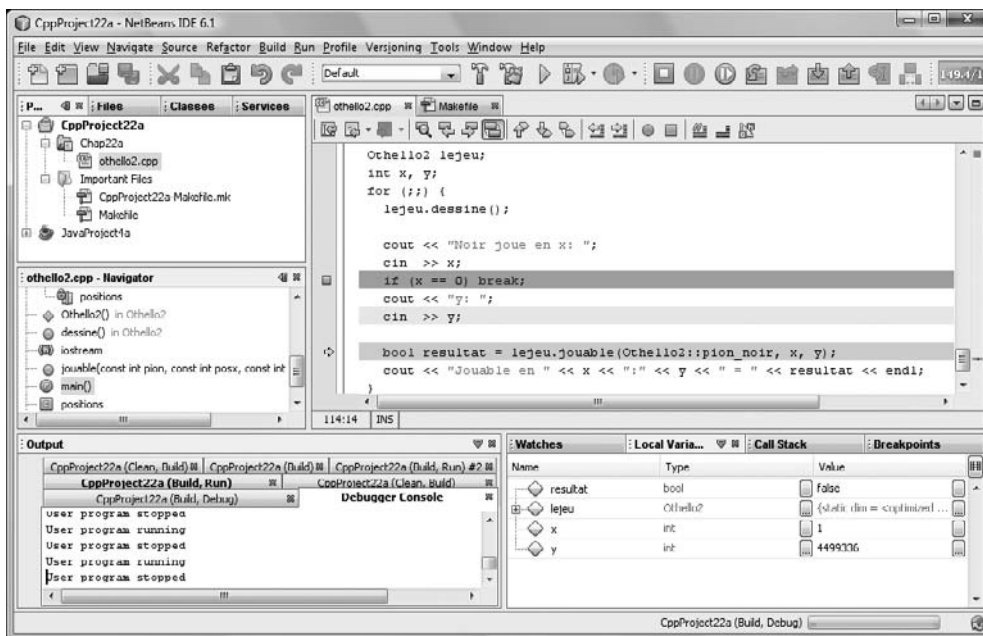 CppProject22a - NetBeans IDE 6.1
File Edit View Navigate Source Refactor Build Run Profile Versioning Tools Window Help
Default
149.4/1
P... Files Classes Services
CppProject22a
Chap22a
othello2.cpp
Important Files
CppProject22a-Makefile.mk
Makefile
JavaProject4a
othello2.cpp - Navigator
positions
Othello2() in Othello2
dessine() in Othello2
iostream
jouable(const int pion, const int posx, const int
main()
positions
othello2.cpp Makefile
Othello2 lejeu;
int x, y;
for (;;) {
lejeu.dessine();
cout << "Noir joue en x: ";
cin >> x;
if (x == 0) break;
cout << "y: ";
cin >> y;
bool resultat = lejeu.jouable(Othello2::pion_noir, x, y);
cout << "Jouable en " << x << ":" << y << " = " << resultat << endl;
}
114:14 INS
Output
CppProject22a (Clean, Build) CppProject22a (Build) CppProject22a (Build, Run) #2
CppProject22a (Build, Run) CppProject22a (Clean, Build)
CppProject22a (Build, Debug) Debugger Console
User program stopped
User program running
User program stopped
User program running
User program stopped
Watches Local Varia... Call Stack Breakpoints
Name Type Value
resultat bool false
lejeu Othello2 {static dim = <optimized ...
x int 1
y int 4499336
CppProject22a (Build, Debug)